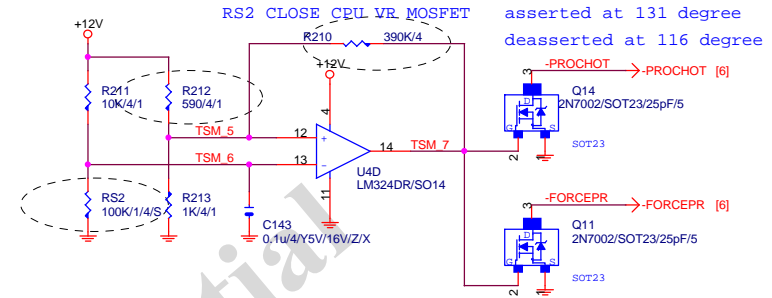 RS2 CLOSE CPU VR MOSFET
asserted at 131 degree
deasserted at 116 degree
+12V
R210
390K/4
+12V
-PROCHOT
-PROCHOT [6]
3
Q14
2N7002/SOT23/25pF/5
D
G
S
SOT23
2
1
R211
10K/4/1
R212
590/4/1
TSM_5
12
+
4
TSM_6
13
-
14
TSM_7
11
U4D
LM324DR/SO14
RS2
100K/1/4/S
R213
1K/4/1
C143
0.1u/4/Y5V/16V/Z/X
-FORCEPR
-FORCEPR [6]
3
Q11
2N7002/SOT23/25pF/5
D
G
S
SOT23
2
1
tial